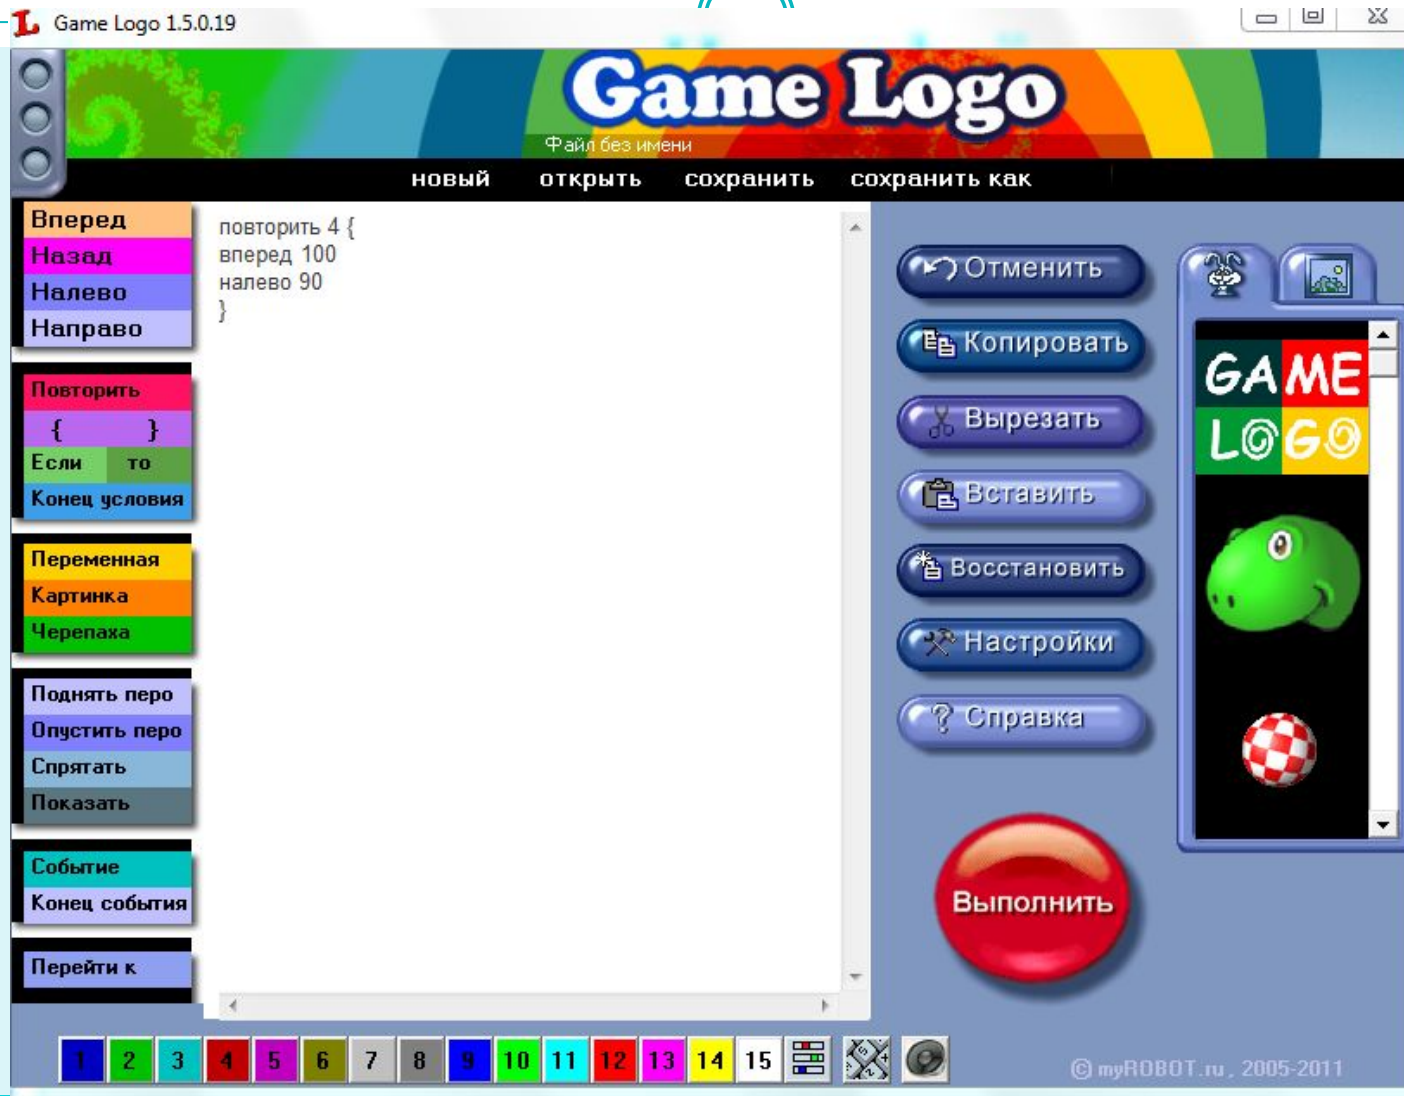 Game Logo 1.5.0.19
Game Logo
Файл без имени
новый открыть сохранить сохранить как
Вперед
Назад
Налево
Направо
Повторить
{ }
Если то
Конец условия
Переменная
Картинка
Черепаха
Поднять перо
Опустить перо
Спрятать
Показать
Событие
Конец события
Перейти к
повторить 4 {
вперед 100
налево 90
}
Отменить
Копировать
Вырезать
Вставить
Восстановить
Настройки
Справка
Выполнить
GAME
LOGO
1 2 3 4 5 6 7 8 9 10 11 12 13 14 15
© myROBOT.ru, 2005-2011